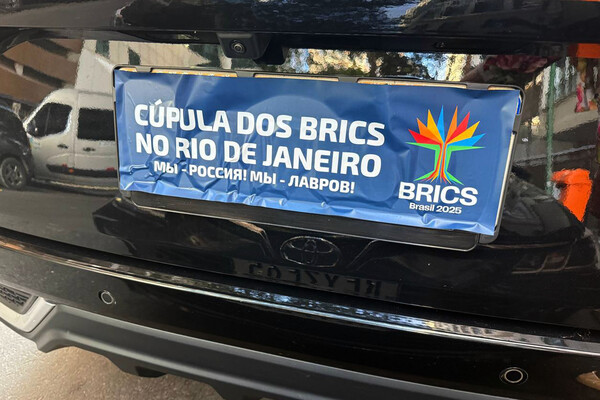 CÚPULA DOS BRICS
NO RIO DE JANEIRO
МЫ - РОССИЯ! МЫ - ЛАВРОВ!
BRICS
Brasil 2025